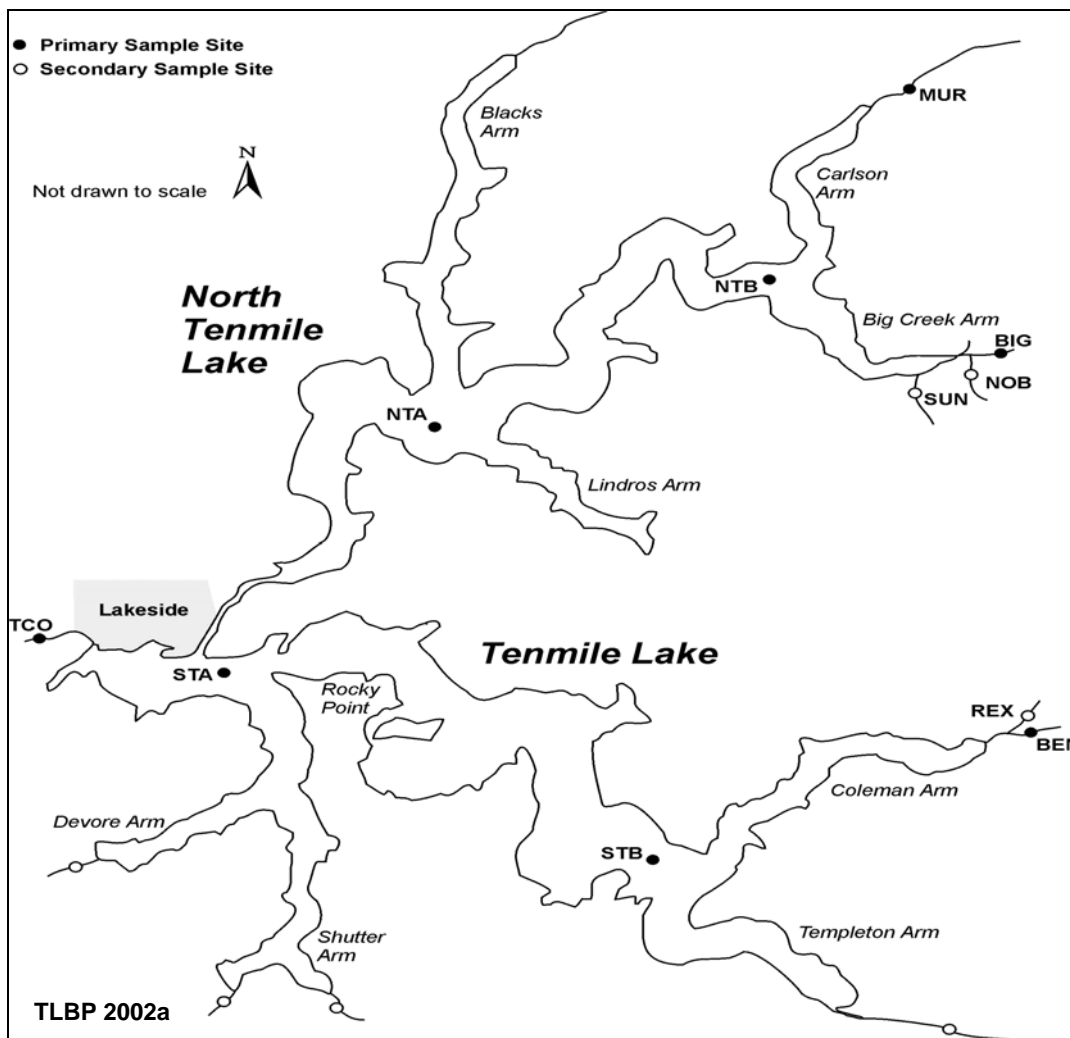 Primary Sample Site
Secondary Sample Site
N
Not drawn to scale
Blacks
Arm
MUR
Carlson
Arm
North
Tenmile
Lake
NTB
Big Creek Arm
BIG
NOB
SUN
NTA
Lindros Arm
Lakeside
TCO
STA
Tenmile Lake
Rocky
Point
REX
BEN
Coleman Arm
Devore Arm
STB
Shutter
Arm
Templeton Arm
TLBP 2002a